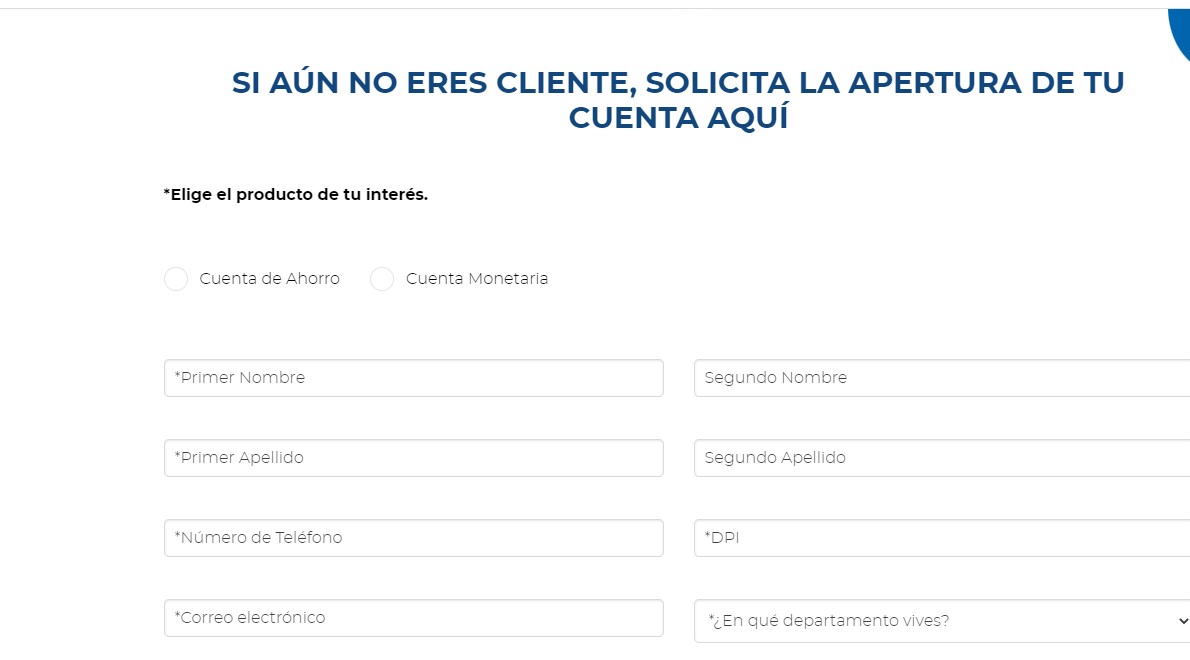 SI AÚN NO ERES CLIENTE, SOLICITA LA APERTURA DE TU
CUENTA AQUÍ
*Elige el producto de tu interés.
Cuenta de Ahorro
Cuenta Monetaria
*Primer Nombre
Segundo Nombre
*Primer Apellido
Segundo Apellido
*Número de Teléfono
*DPI
*Correo electrónico
*¿En qué departamento vives?